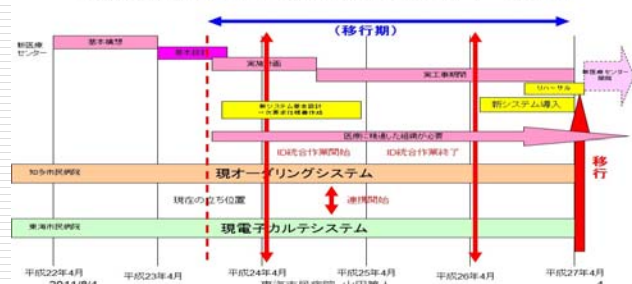 (移行期)
新医療
センター
基本構想
基本設計
実施計画
実工事期間
新医療センター
開院
リハーサル
新システム基本設計
新システム導入
医療に精通した組織が必要
ID統合作業開始
ID統合作業終了
移行
知多市民病院
現オーダリングシステム
現在の立ち位置
連携開始
東海市民病院
現電子カルテシステム
平成22年4月
平成23年4月
平成24年4月
平成25年4月
平成26年4月
平成27年4月